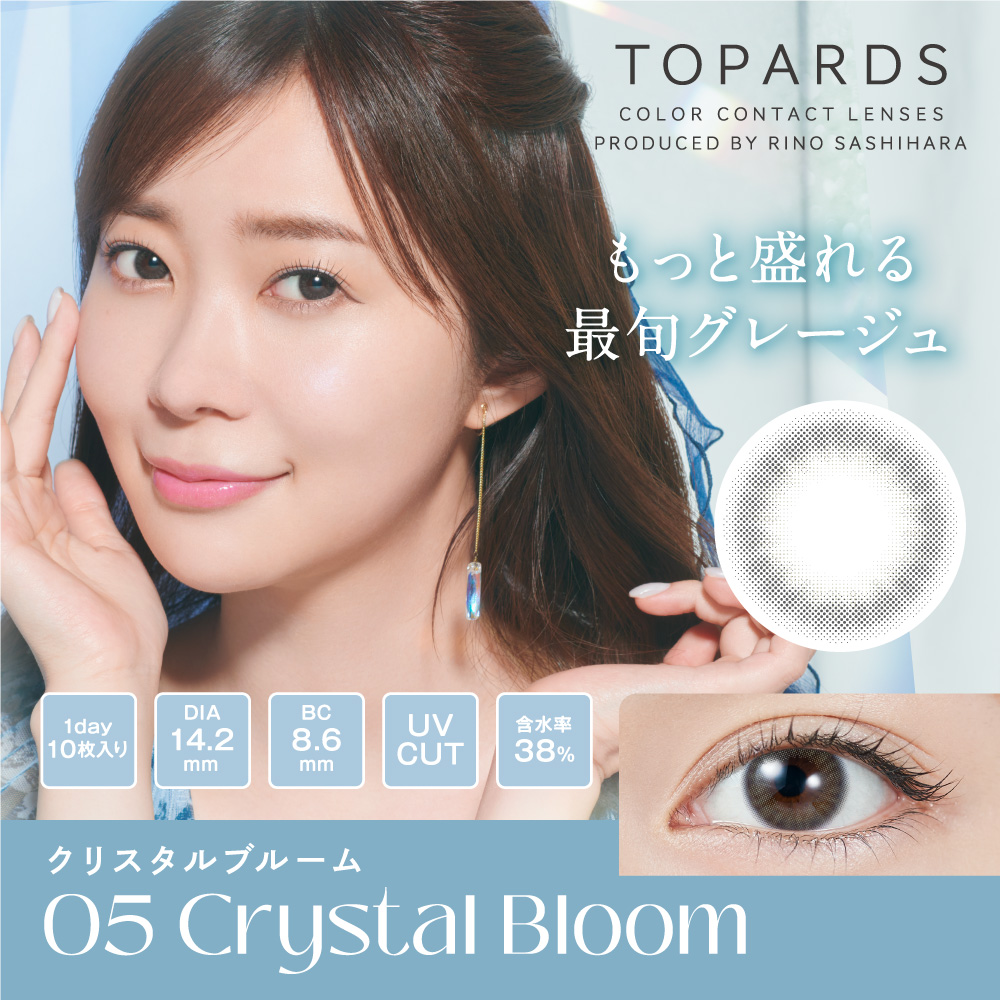 TOPARDS
COLOR CONTACT LENSES
PRODUCED BY RINO SASHIHARA
もっと盛れる
最旬グレージュ
1day
10枚入り
DIA
14.2
mm
BC
8.6
mm
UV
CUT
含水率
38%
クリスタルブルーム
05 Crystal Bloom